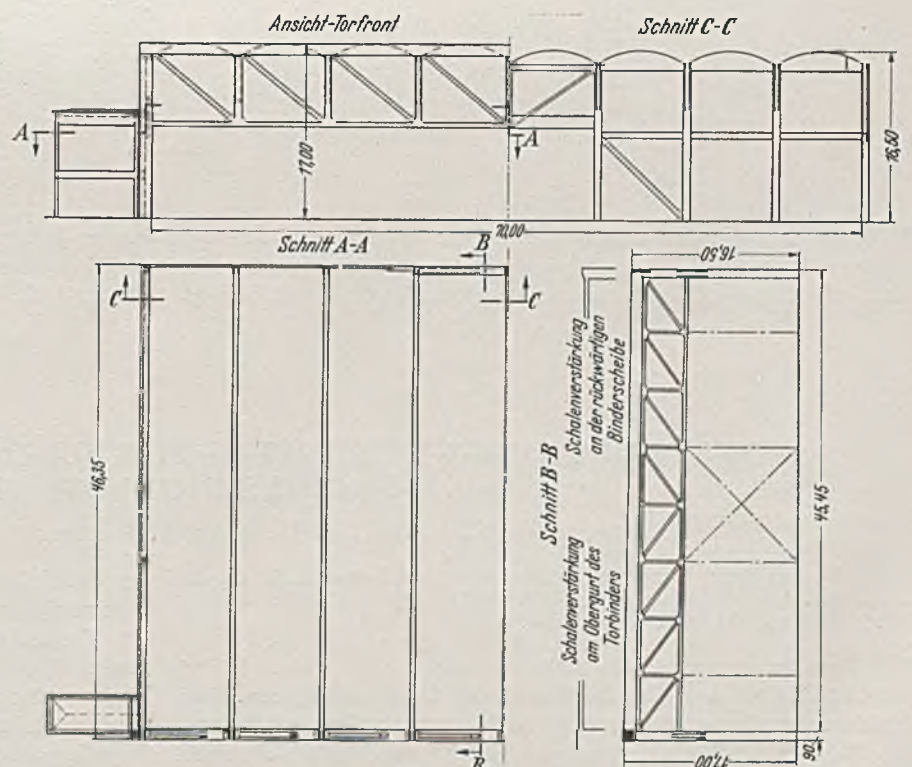 Ansicht-Torfront
Schnitt C-C
A
A
17,00
16,50
70,00
Schnitt A-A
B
C
C
46,35
B
Schnitt B-B
Schalenverstärkung
an der rückwärtigen
Binderscheibe
Schalenverstärkung
am Obergurt des
Torbinders
16,50
45,45
17,00
90